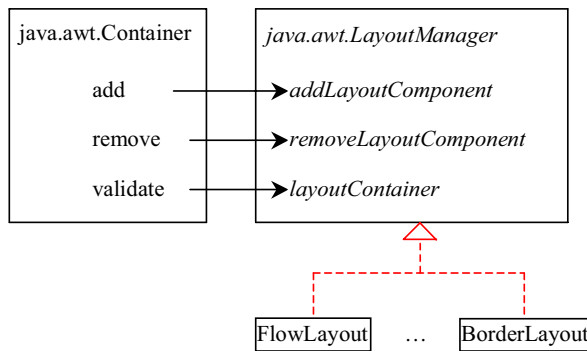 java.awt.Container
java.awt.LayoutManager
add
addLayoutComponent
remove
removeLayoutComponent
validate
layoutContainer
FlowLayout
…
BorderLayout